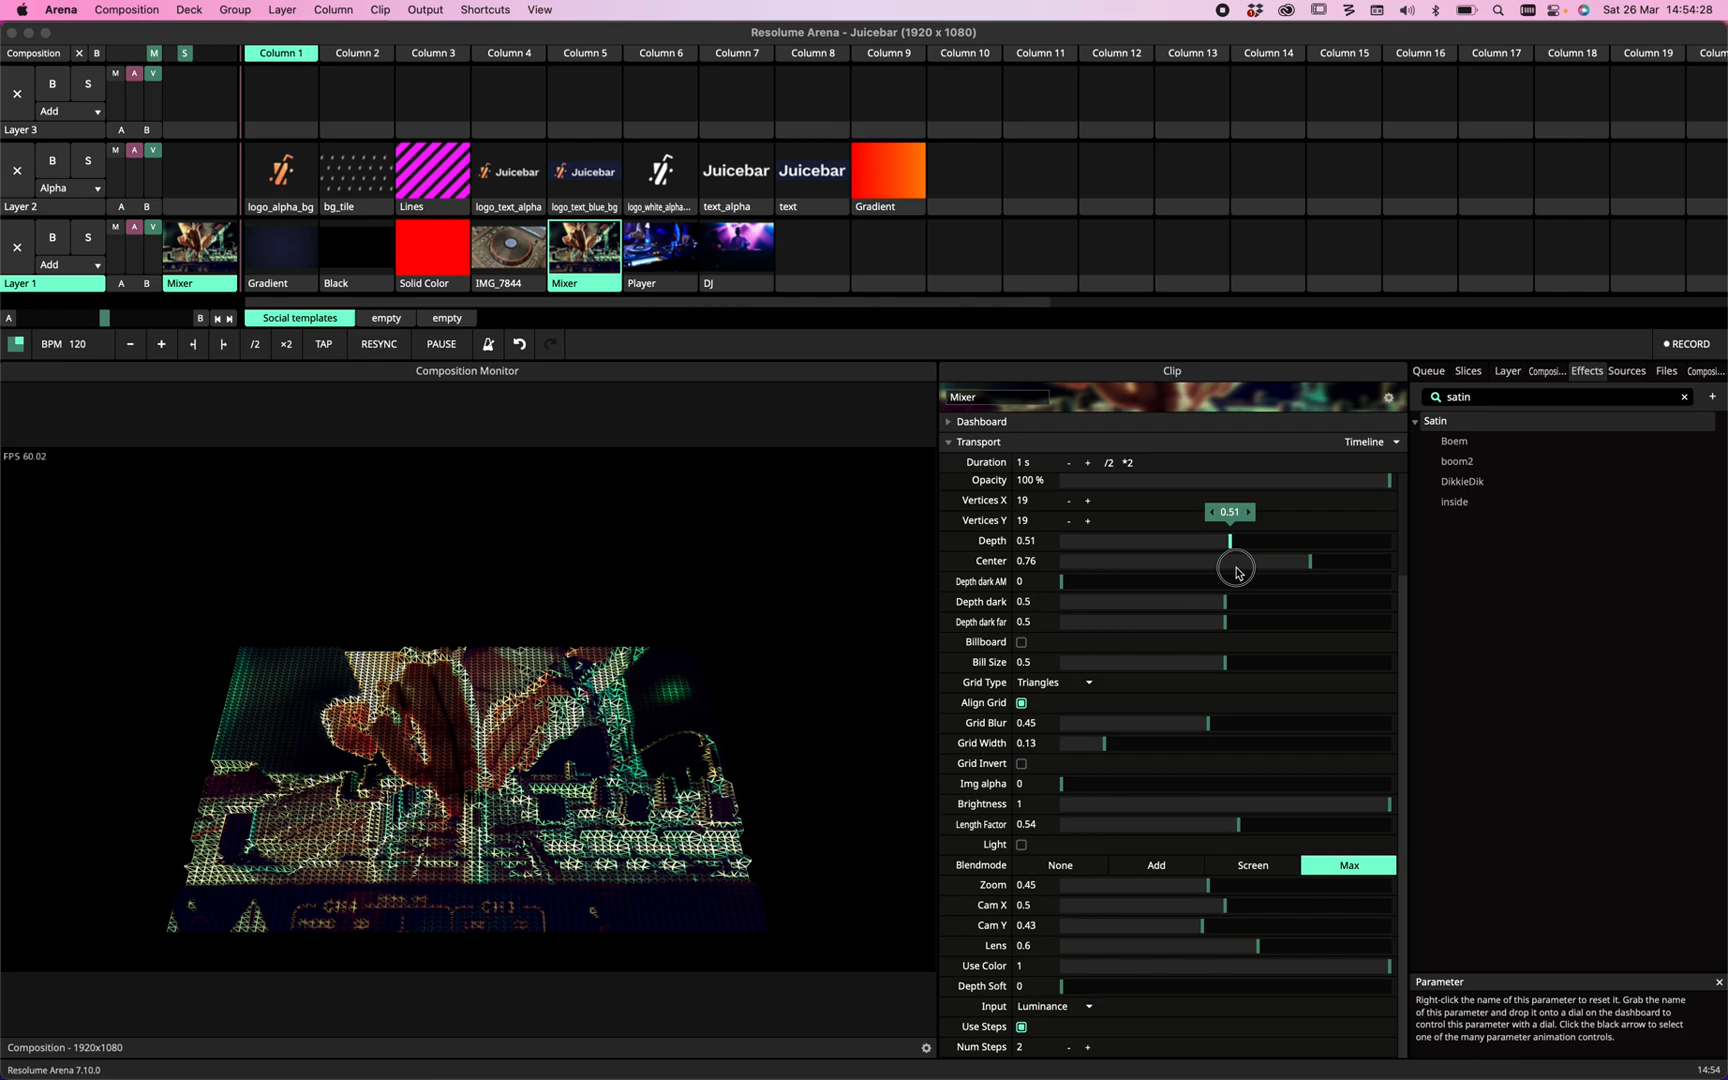 Arena Composition Deck Group Layer Column Clip Output Shortcuts View Sat 26 Mar 14:54:28
Resolume Arena - Juicebar (1920 x 1080)
Composition ✕ B M S Column 1 Column 2 Column 3 Column 4 Column 5 Column 6 Column 7 Column 8 Column 9 Column 10 Column 11 Column 12 Column 13 Column 14 Column 15 Column 16 Column 17 Column 18 Column 19 Colum
M A V
✕ B S
Add
Layer 3 A B
M A V
✕ B S
Juicebar Juicebar Juicebar Juicebar
Alpha
Layer 2 A B logo_alpha_bg bg_tile Lines logo_text_alpha logo_text_blue_bg logo_white_alpha... text_alpha text Gradient
M A V
✕ B S
Add
Layer 1 A B Mixer Gradient Black Solid Color IMG_7844 Mixer Player DJ
A B Social templates empty empty
BPM 120 - + /2 ×2 TAP RESYNC PAUSE RECORD
Composition Monitor
FPS 60.02
Composition - 1920x1080
Resolume Arena 7.10.0
Clip
Mixer
Dashboard
Transport Timeline
Duration 1 s - + /2 *2
Opacity 100 %
Vertices X 19 - +
0.51
Vertices Y 19 - +
Depth 0.51
Center 0.76
Depth dark AM 0
Depth dark 0.5
Depth dark far 0.5
Billboard
Bill Size 0.5
Grid Type Triangles
Align Grid
Grid Blur 0.45
Grid Width 0.13
Grid Invert
Img alpha 0
Brightness 1
Length Factor 0.54
Light
Blendmode None Add Screen Max
Zoom 0.45
Cam X 0.5
Cam Y 0.43
Lens 0.6
Use Color 1
Depth Soft 0
Input Luminance
Use Steps
Num Steps 2 - +
Queue Slices Layer Composi... Effects Sources Files Composi...
satin ✕ +
Satin
Boem
boom2
DikkieDik
inside
Parameter ✕
Right-click the name of this parameter to reset it. Grab the name
of this parameter and drop it onto a dial on the dashboard to
control this parameter with a dial. Click the black arrow to select
one of the many parameter animation controls.
14:54